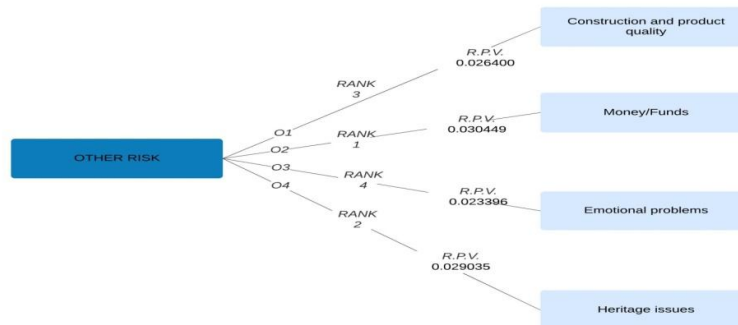 Construction and product
quality
R.P.V.
0.026400
RANK
3
O1
OTHER RISK
O2
RANK
1
R.P.V.
0.030449
Money/Funds
O3
RANK
4
R.P.V.
0.023396
Emotional problems
O4
RANK
2
R.P.V.
0.029035
Heritage issues